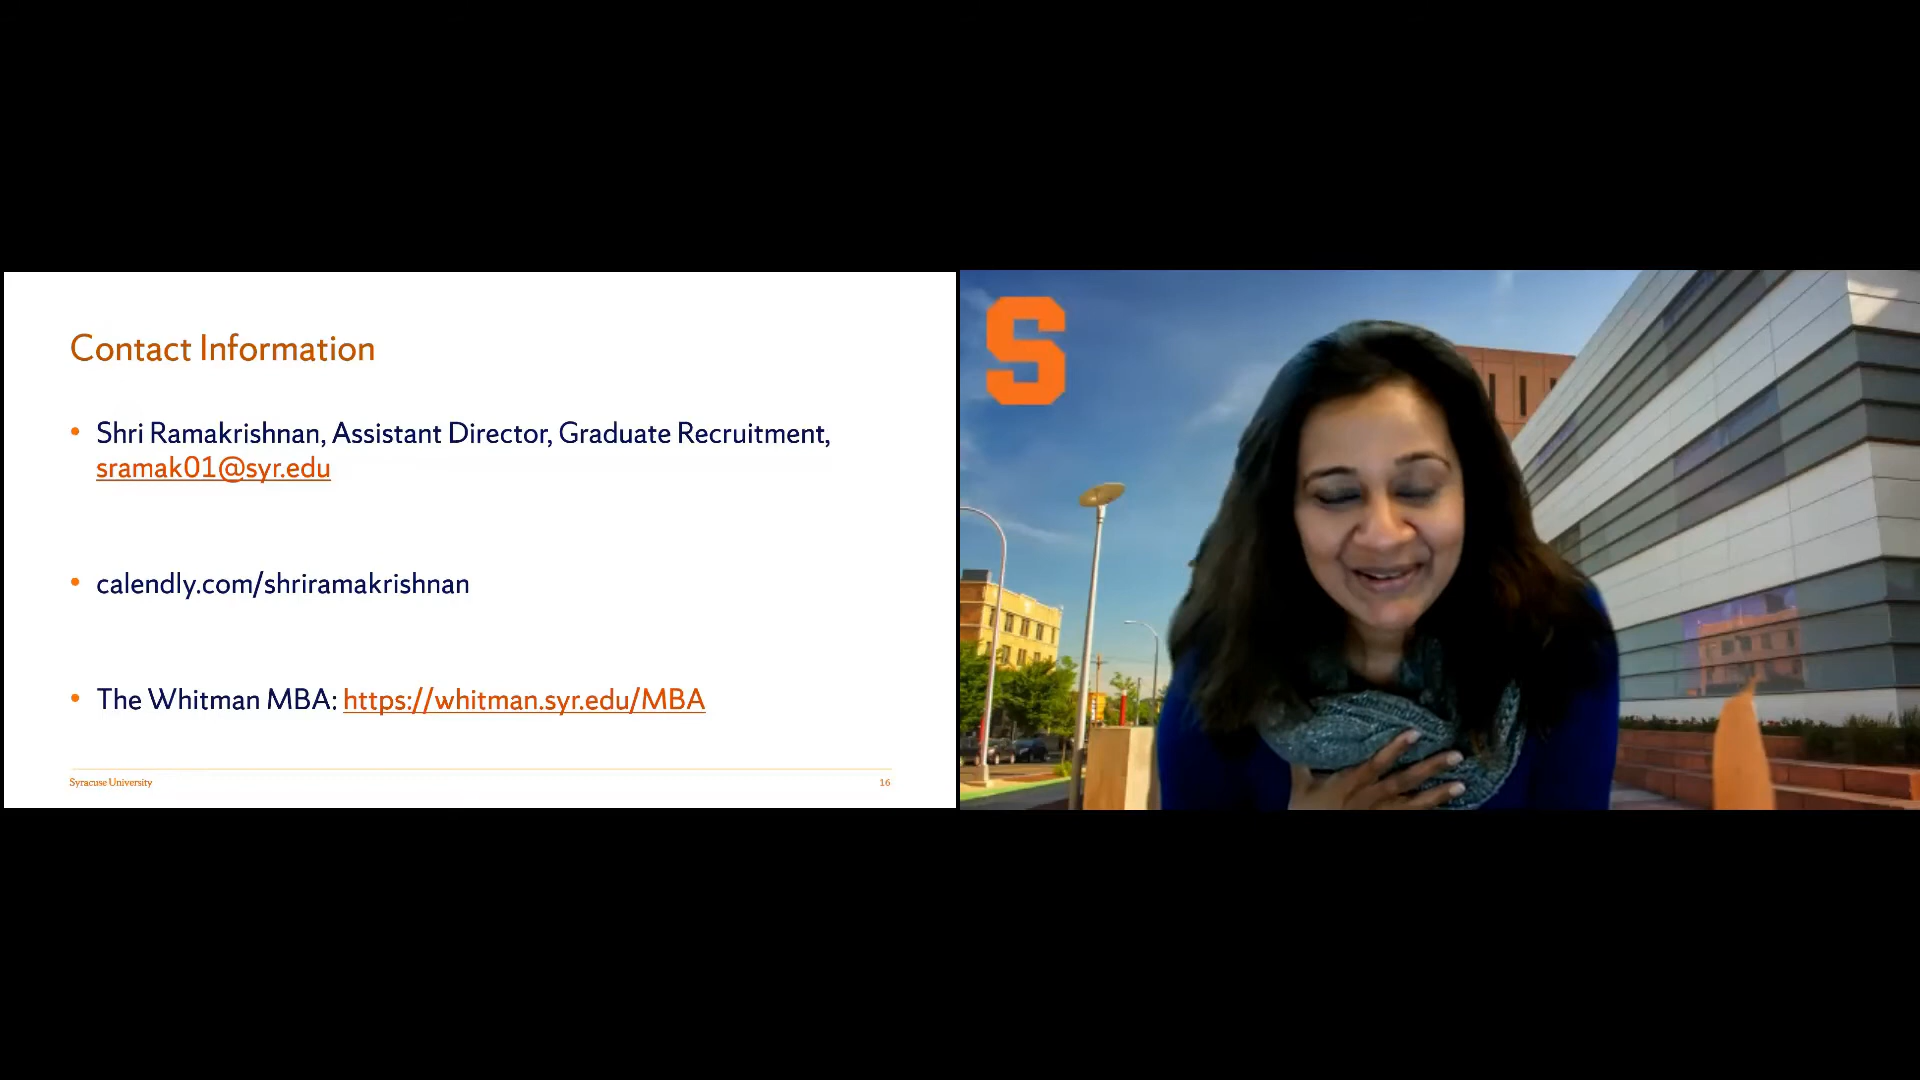 Contact Information
• Shri Ramakrishnan, Assistant Director, Graduate Recruitment,
sramak01@syr.edu
• calendly.com/shriramakrishnan
• The Whitman MBA: https://whitman.syr.edu/MBA
Syracuse University 16
S